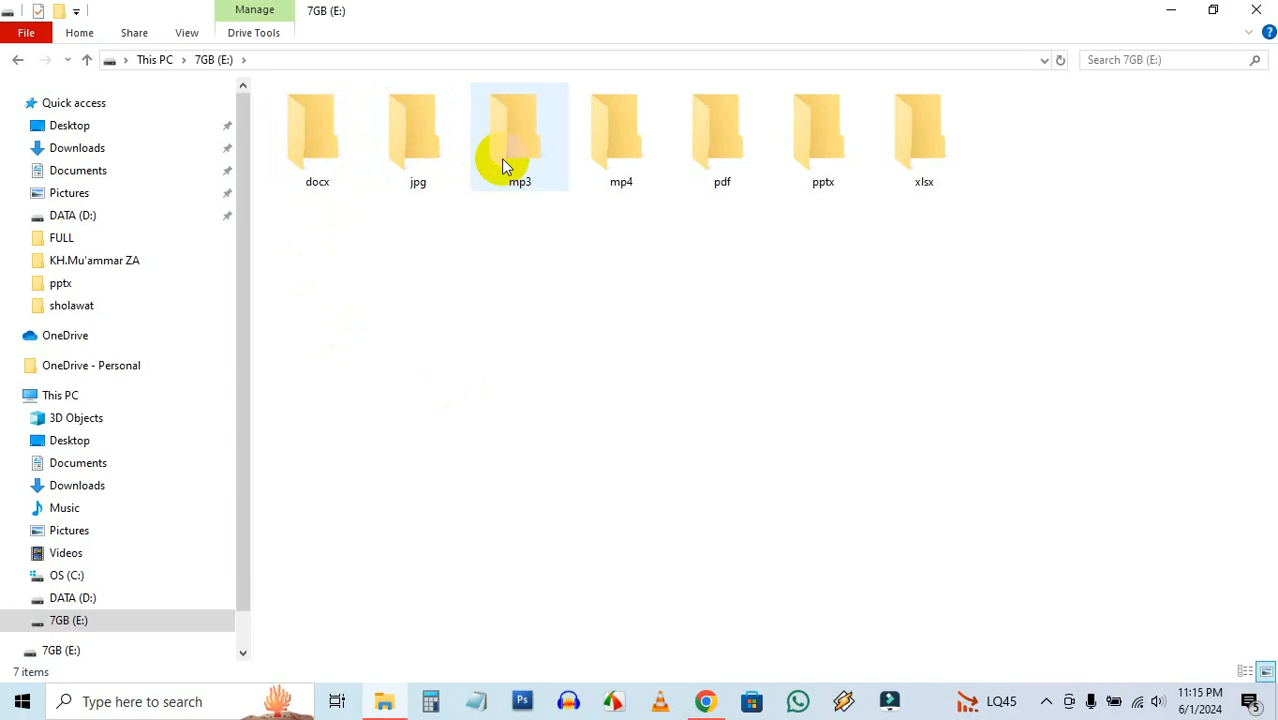 Manage
7GB (E:)
File
Home
Share
View
Drive Tools
This PC
7GB (E:)
Search 7GB (E:)
Quick access
Desktop
Downloads
Documents
Pictures
DATA (D:)
FULL
KH.Mu'ammar ZA
pptx
sholawat
OneDrive
OneDrive - Personal
This PC
3D Objects
Desktop
Documents
Downloads
Music
Pictures
Videos
OS (C:)
DATA (D:)
7GB (E:)
7GB (E:)
docx
jpg
mp3
mp4
pdf
pptx
xlsx
7 items
Type here to search
Ps
LQ45
11:15 PM
6/1/2024
5